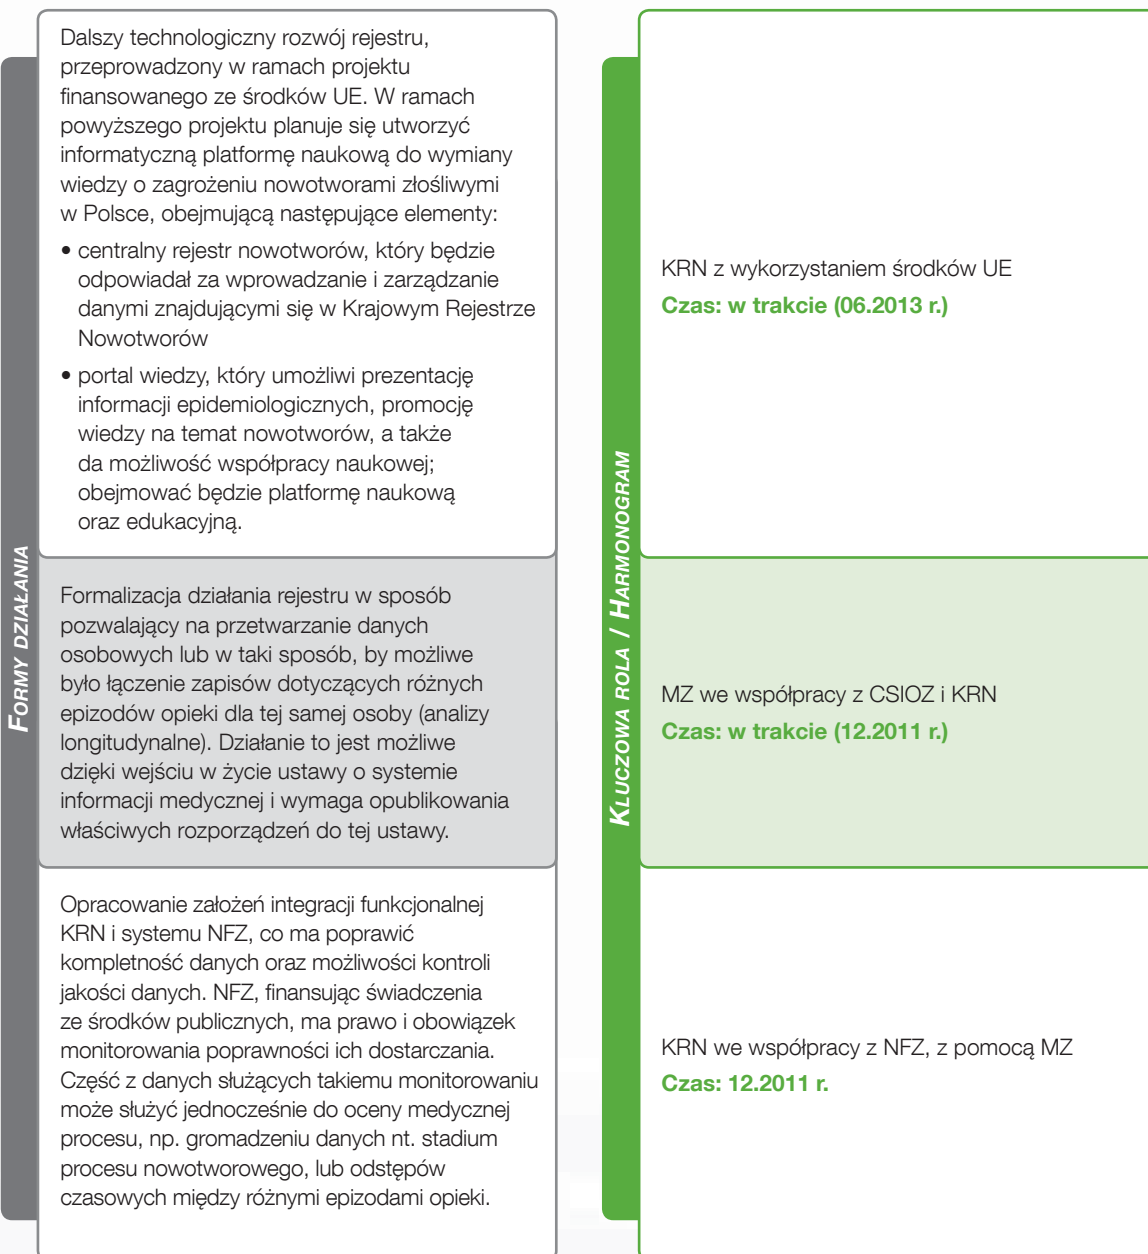 FORMY DZIAŁANIA
Dalszy technologiczny rozwój rejestru,
przeprowadzony w ramach projektu
finansowanego ze środków UE. W ramach
powyższego projektu planuje się utworzyć
informatyczną platformę naukową do wymiany
wiedzy o zagrożeniu nowotworami złośliwymi
w Polsce, obejmującą następujące elementy:
• centralny rejestr nowotworów, który będzie
odpowiadał za wprowadzanie i zarządzanie
danymi znajdującymi się w Krajowym Rejestrze
Nowotworów
• portal wiedzy, który umożliwi prezentację
informacji epidemiologicznych, promocję
wiedzy na temat nowotworów, a także
da możliwość współpracy naukowej;
obejmować będzie platformę naukową
oraz edukacyjną.
Formalizacja działania rejestru w sposób
pozwalający na przetwarzanie danych
osobowych lub w taki sposób, by możliwe
było łączenie zapisów dotyczących różnych
epizodów opieki dla tej samej osoby (analizy
longitudynalne). Działanie to jest możliwe
dzięki wejściu w życie ustawy o systemie
informacji medycznej i wymaga opublikowania
właściwych rozporządzeń do tej ustawy.
Opracowanie założeń integracji funkcjonalnej
KRN i systemu NFZ, co ma poprawić
kompletność danych oraz możliwości kontroli
jakości danych. NFZ, finansując świadczenia
ze środków publicznych, ma prawo i obowiązek
monitorowania poprawności ich dostarczania.
Część z danych służących takiemu monitorowaniu
może służyć jednocześnie do oceny medycznej
procesu, np. gromadzeniu danych nt. stadium
procesu nowotworowego, lub odstępów
czasowych między różnymi epizodami opieki.
KLUCZOWA ROLA / HARMONOGRAM
KRN z wykorzystaniem środków UE
Czas: w trakcie (06.2013 r.)
MZ we współpracy z CSIOZ i KRN
Czas: w trakcie (12.2011 r.)
KRN we współpracy z NFZ, z pomocą MZ
Czas: 12.2011 r.